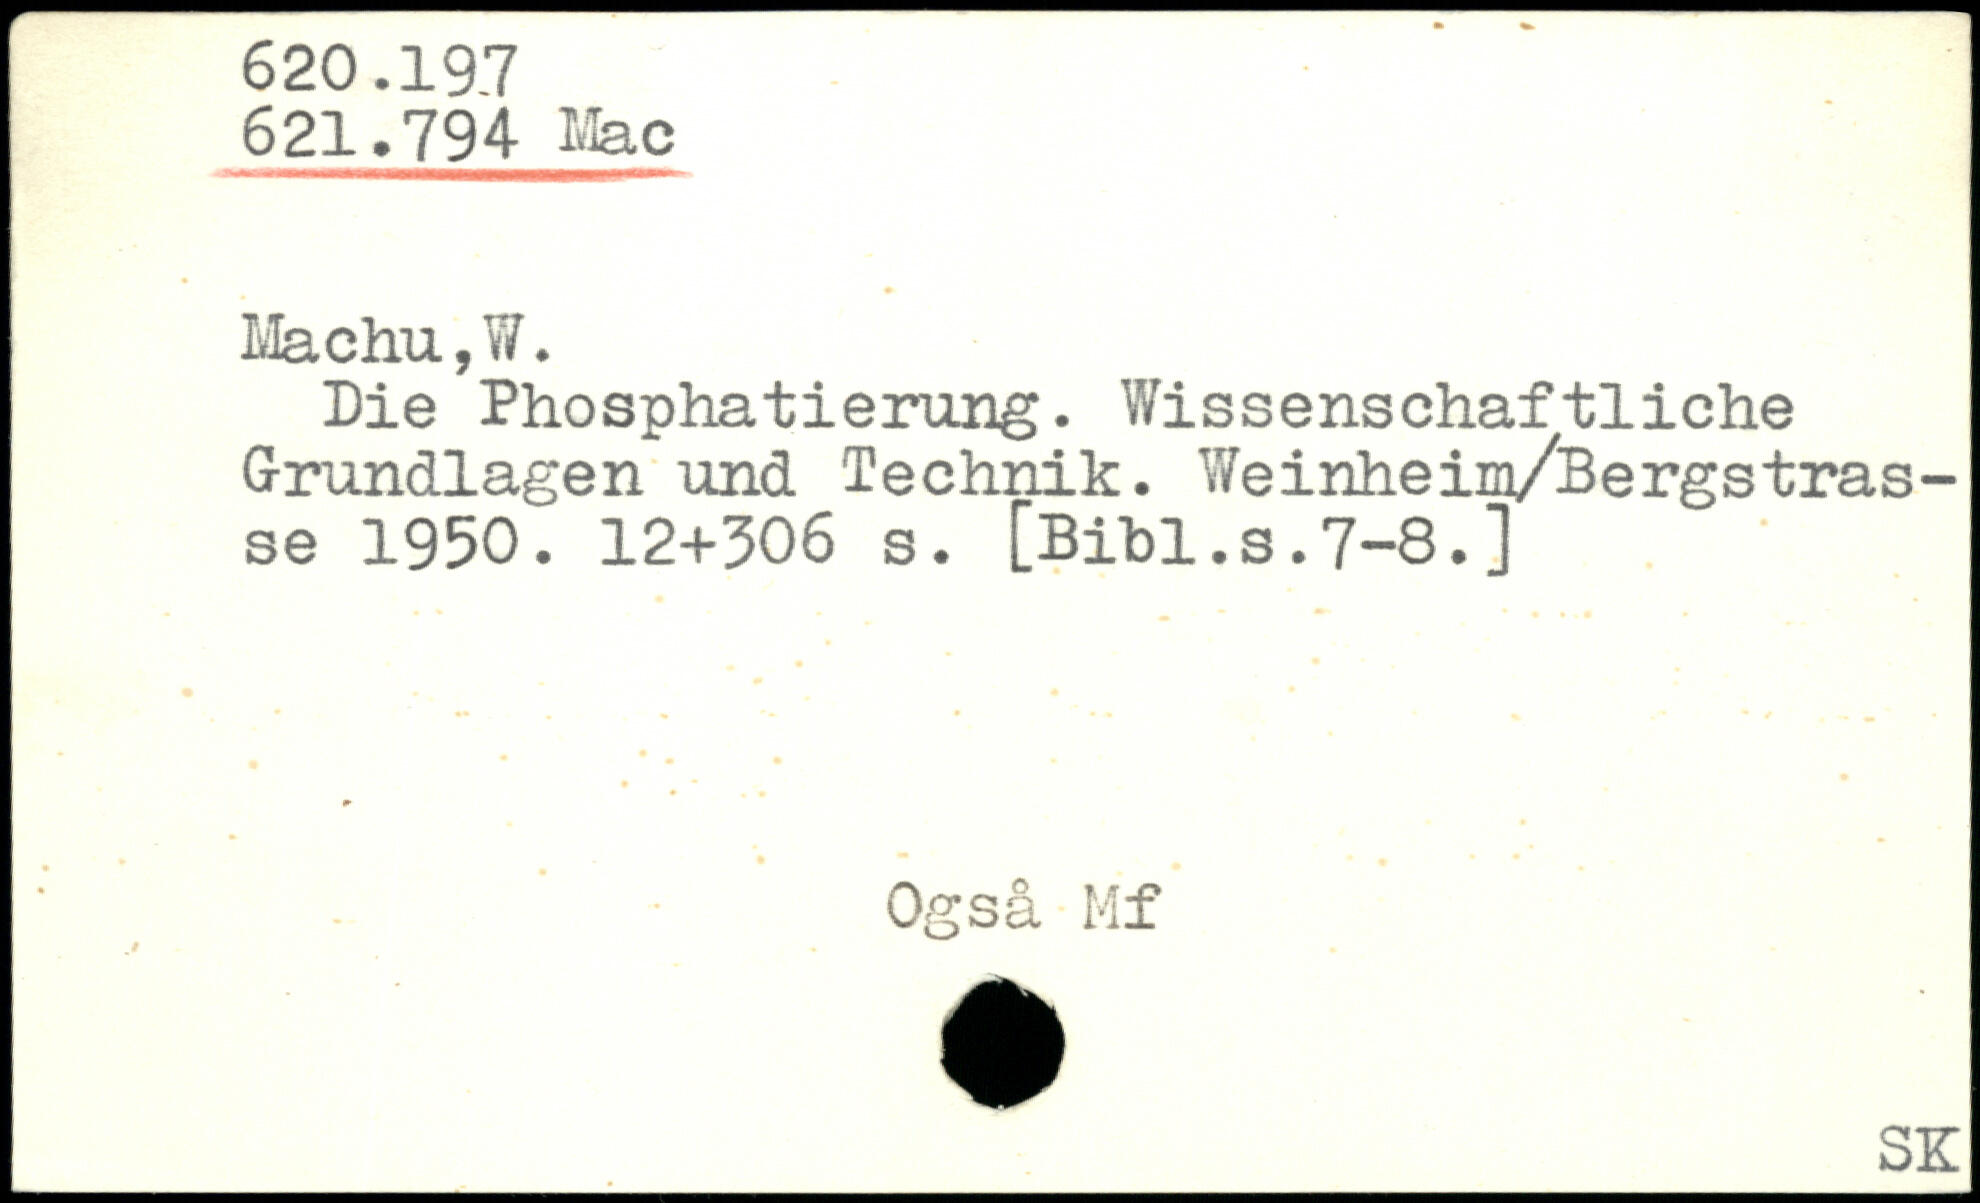 620.197
621.794 Mac
Machu,W.
Die Phosphatierung. Wissenschaftliche
Grundlagen und Technik. Weinheim/Bergstras-
se 1950. 12+306 s. [Bibl.s.7-8.]
Også Mf
SK